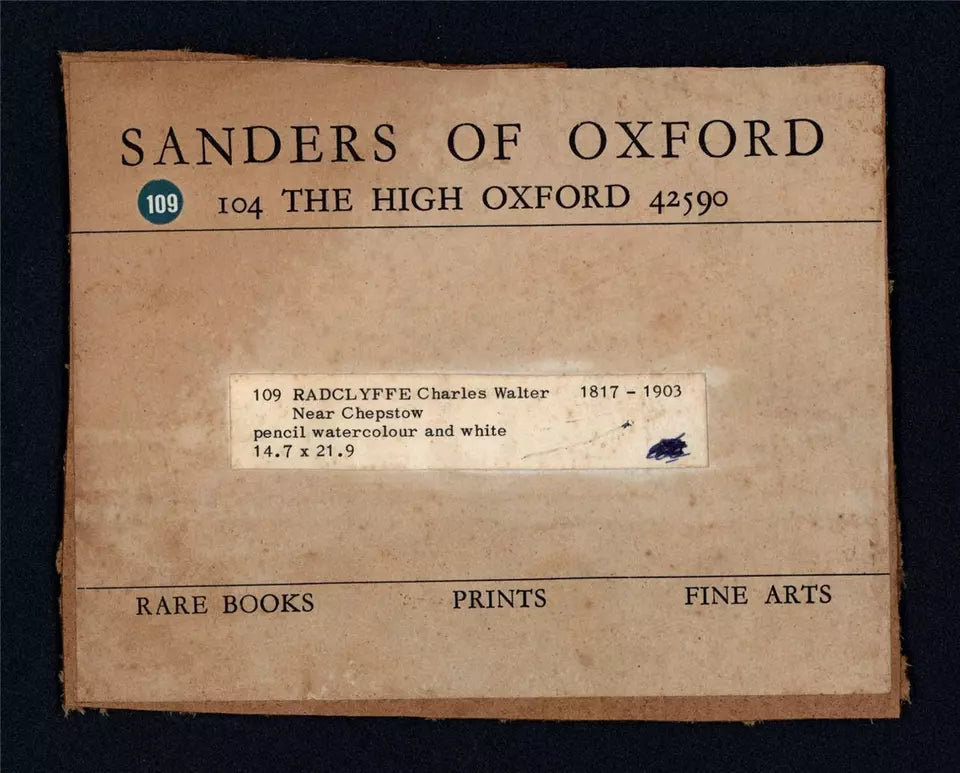 SANDERS OF OXFORD
109
104 THE HIGH OXFORD 42590
109 RADCLYFFE Charles Walter 1817 - 1903
Near Chepstow
pencil watercolour and white
14.7 x 21.9
RARE BOOKS PRINTS FINE ARTS